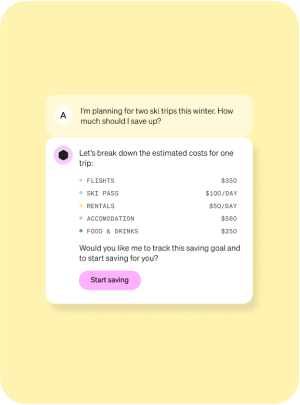 A
I'm planning for two ski trips this winter. How
much should I save up?
Let's break down the estimated costs for one
trip:
FLIGHTS $350
SKI PASS $100/DAY
RENTALS $50/DAY
ACCOMODATION $560
FOOD & DRINKS $250
Would you like me to track this saving goal and
to start saving for you?
Start saving